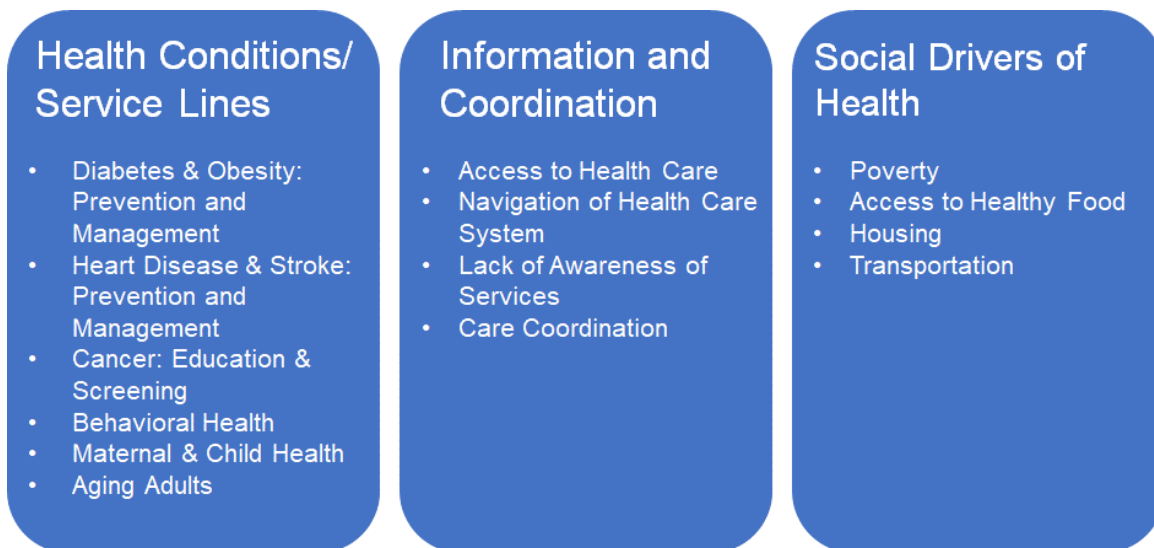 Health Conditions/
Service Lines
• Diabetes & Obesity:
Prevention and
Management
• Heart Disease & Stroke:
Prevention and
Management
• Cancer: Education &
Screening
• Behavioral Health
• Maternal & Child Health
• Aging Adults
Information and
Coordination
• Access to Health Care
• Navigation of Health Care
System
• Lack of Awareness of
Services
• Care Coordination
Social Drivers of
Health
• Poverty
• Access to Healthy Food
• Housing
• Transportation